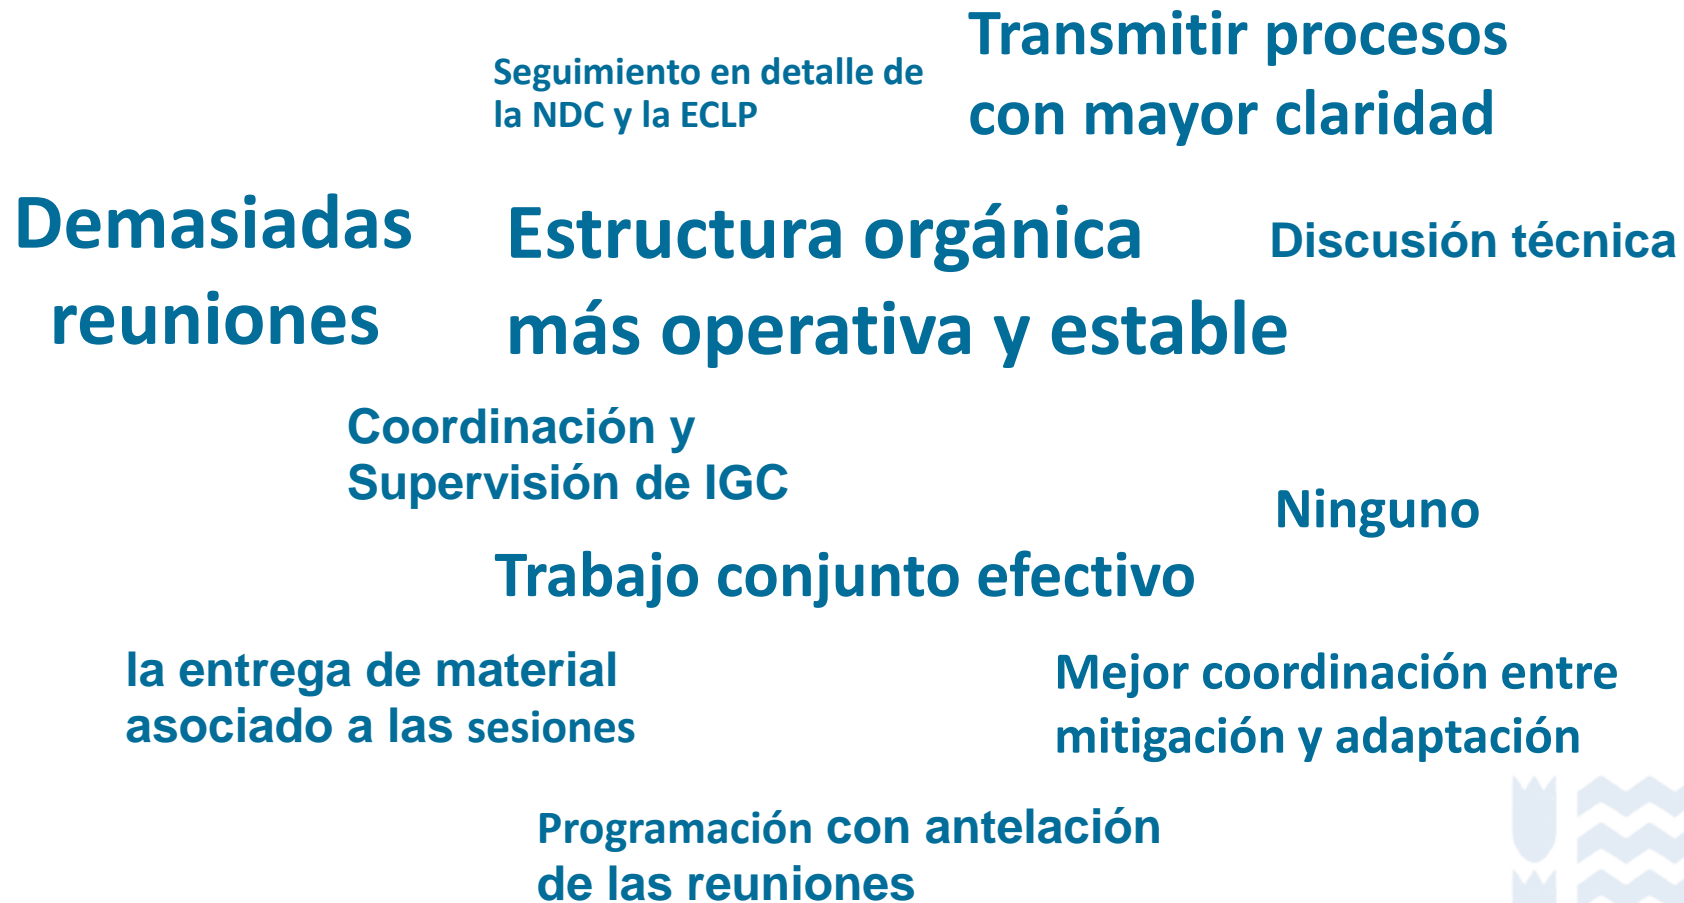 Transmitir procesos
con mayor claridad
Seguimiento en detalle de
la NDC y la ECLP
Demasiadas
reuniones
Estructura orgánica
más operativa y estable
Discusión técnica
Coordinación y
Supervisión de IGC
Ninguno
Trabajo conjunto efectivo
la entrega de material
asociado a las sesiones
Mejor coordinación entre
mitigación y adaptación
Programación con antelación
de las reuniones